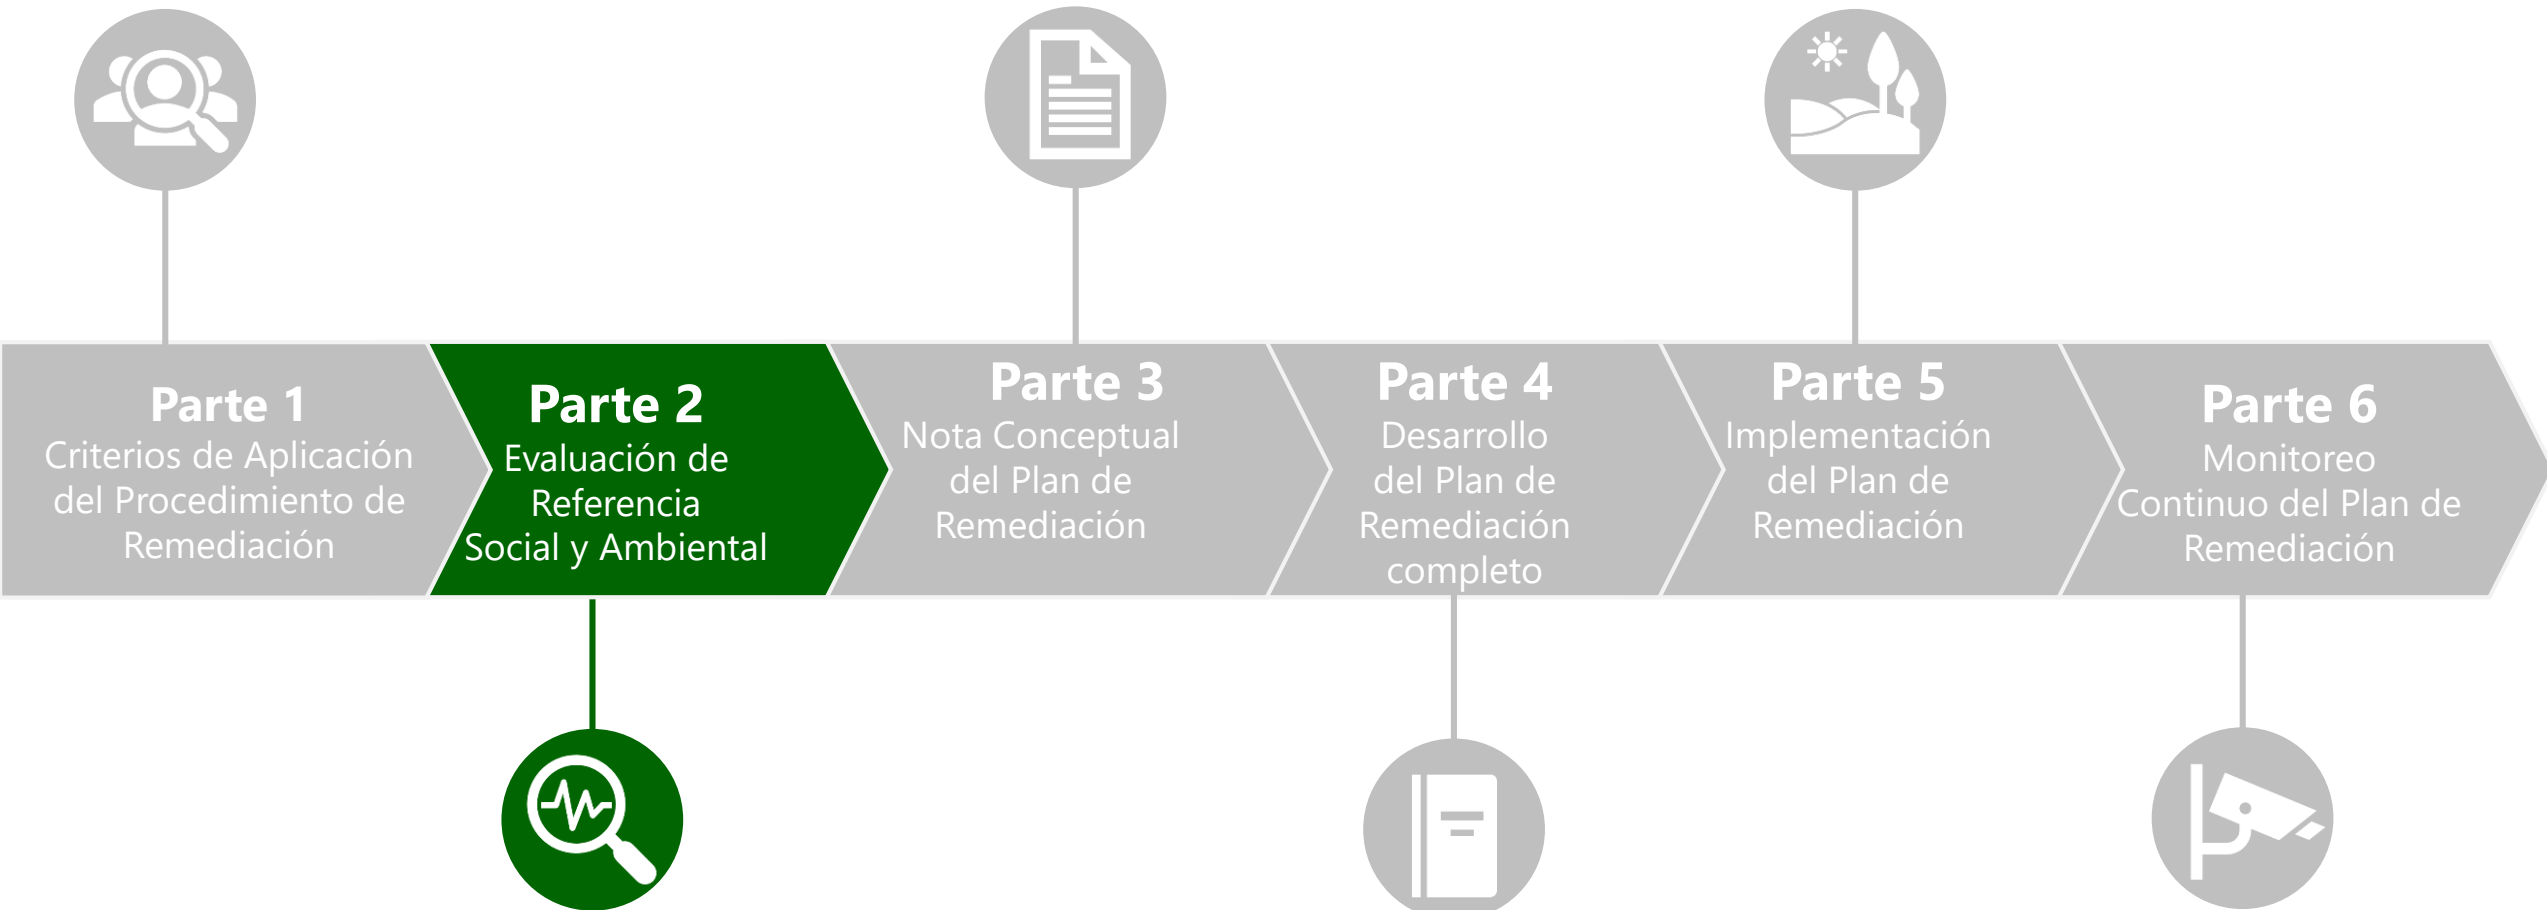 Parte 1
Criterios de Aplicación
del Procedimiento de
Remediación
Parte 2
Evaluación de
Referencia
Social y Ambiental
Parte 3
Nota Conceptual
del Plan de
Remediación
Parte 4
Desarrollo
del Plan de
Remediación
completo
Parte 5
Implementación
del Plan de
Remediación
Parte 6
Monitoreo
Continuo del Plan de
Remediación